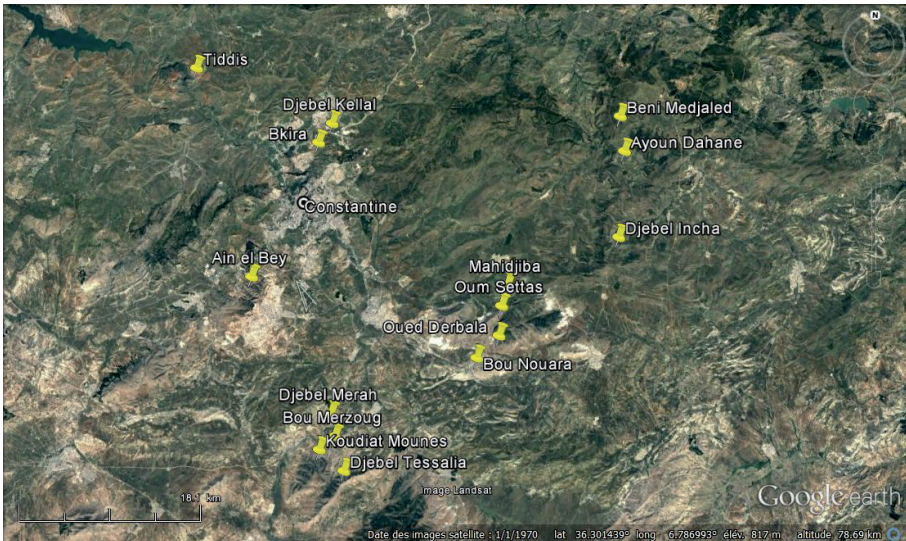 N
Tiddis
Djebel Kellal
Beni Medjaled
Bkira
Ayoun Dahane
Constantine
Djebel Incha
Ain el Bey
Mahidjiba
Oum Settas
Oued Derbala
Bou Nouara
Djebel Merah
Bou Merzoug
Koudiat Mounes
Djebel Tessalia
Image Landsat
18.1 km
Google earth
Date des images satellite : 1/1/1970 lat 36.301439° long 6.786993° élév. 817 m altitude 78.69 km